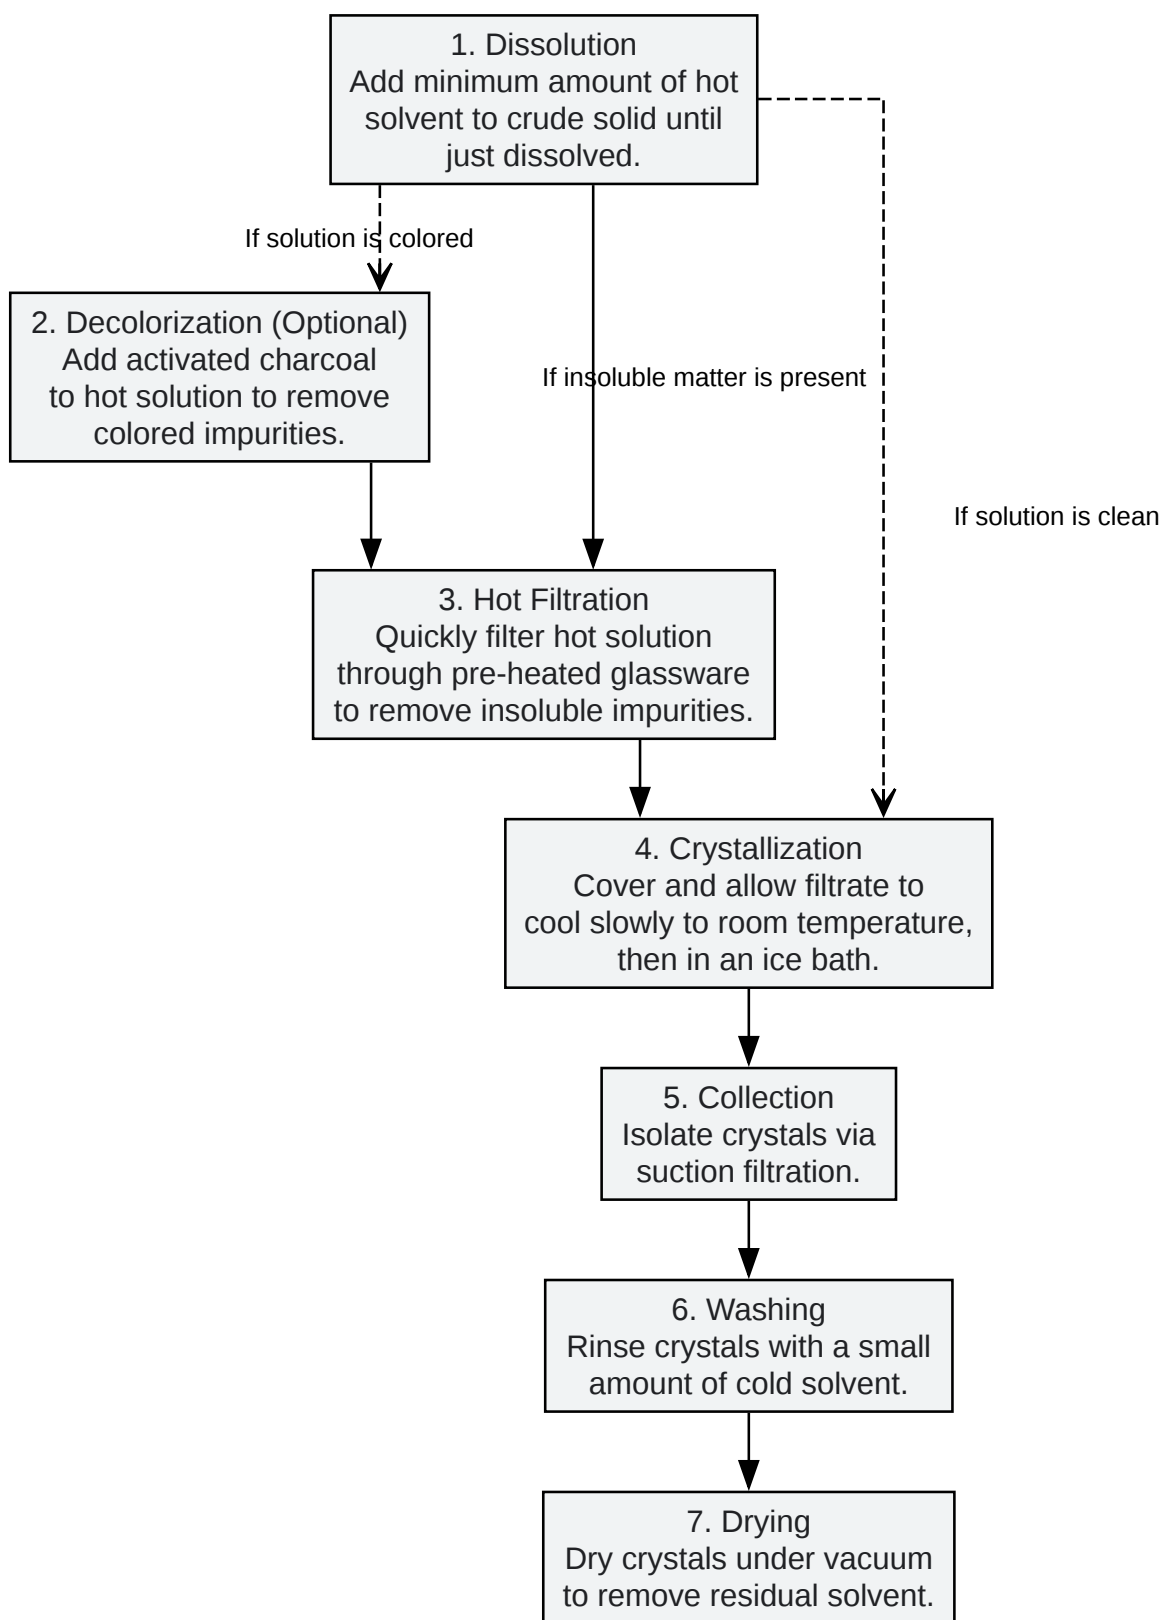 1. Dissolution
Add minimum amount of hot
solvent to crude solid until
just dissolved.
If solution is colored
2. Decolorization (Optional)
Add activated charcoal
to hot solution to remove
colored impurities.
If insoluble matter is present
If solution is clean
3. Hot Filtration
Quickly filter hot solution
through pre-heated glassware
to remove insoluble impurities.
4. Crystallization
Cover and allow filtrate to
cool slowly to room temperature,
then in an ice bath.
5. Collection
Isolate crystals via
suction filtration.
6. Washing
Rinse crystals with a small
amount of cold solvent.
7. Drying
Dry crystals under vacuum
to remove residual solvent.